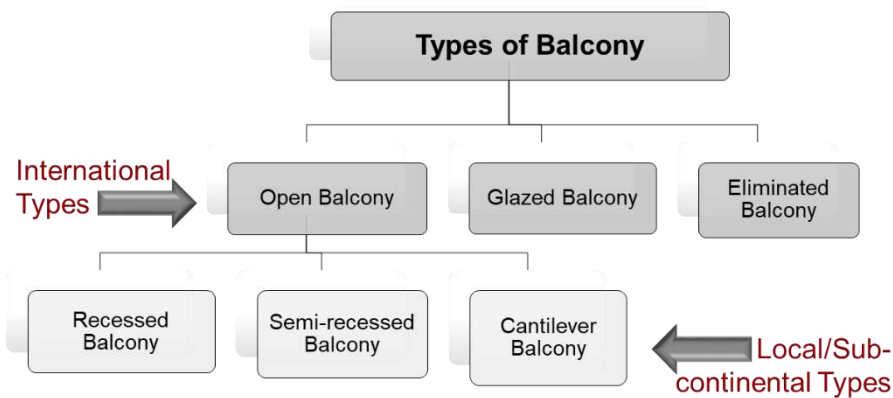 Types of Balcony
International
Types
Open Balcony
Glazed Balcony
Eliminated
Balcony
Recessed
Balcony
Semi-recessed
Balcony
Cantilever
Balcony
Local/Sub-
continental Types